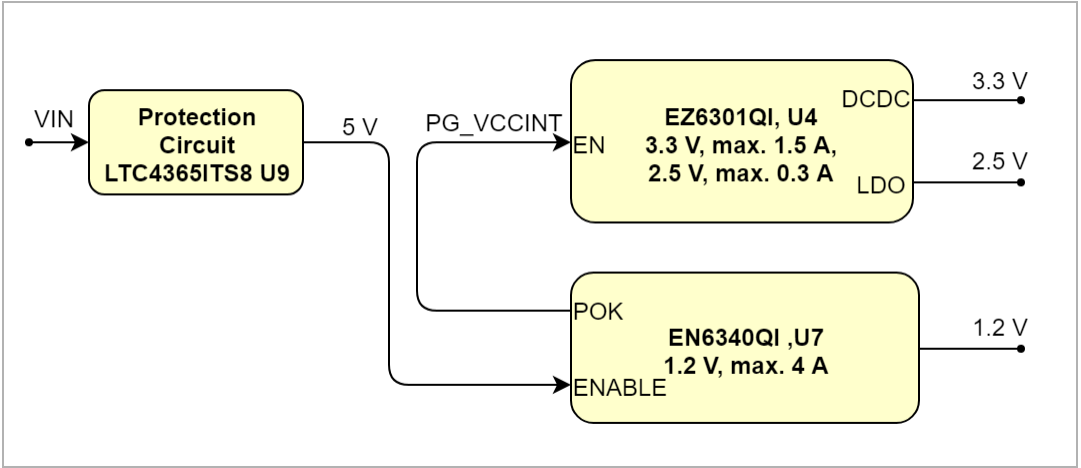 VIN
Protection
Circuit
LTC4365ITS8 U9
5 V
PG_VCCINT
EN
EZ6301QI, U4
3.3 V, max. 1.5 A,
2.5 V, max. 0.3 A
DCDC
3.3 V
LDO
2.5 V
POK
ENABLE
EN6340QI ,U7
1.2 V, max. 4 A
1.2 V